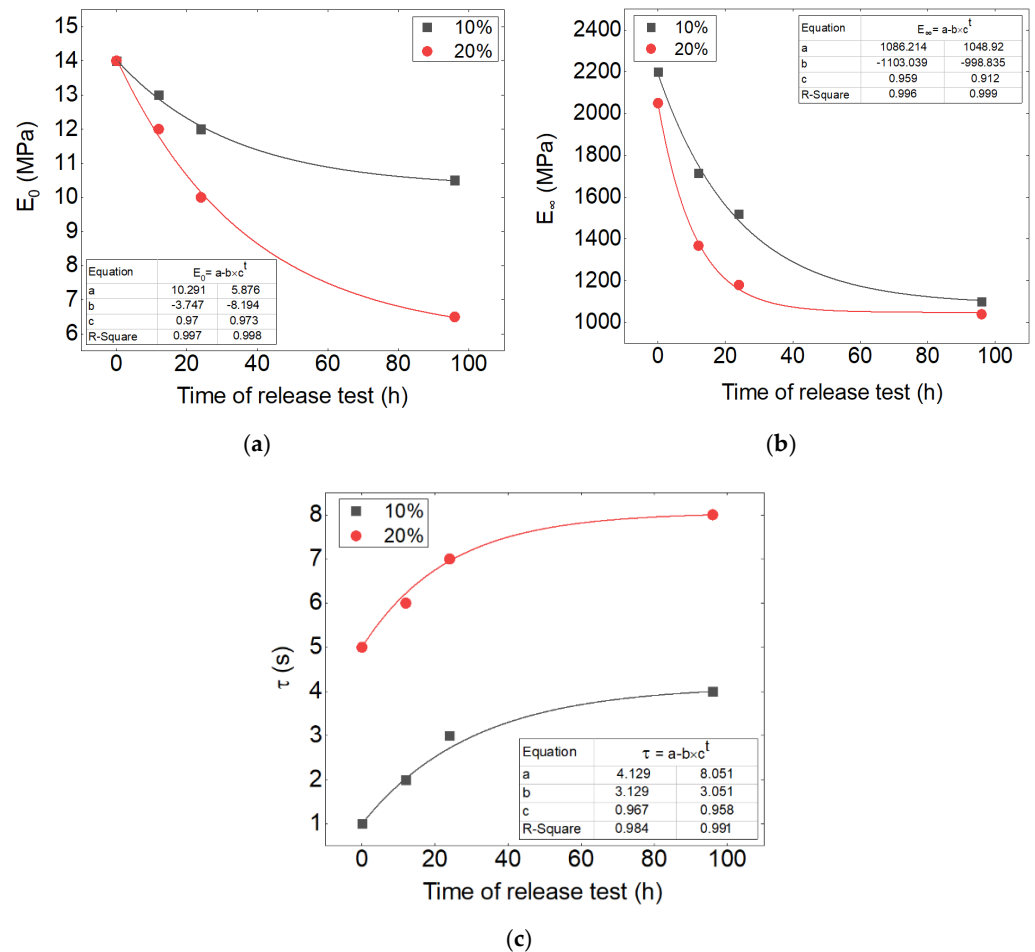 15
14
13
12
11
10
9
8
7
6
E₀ (MPa)
10%
20%
Equation E₀= a-b×cᵗ
a 10.291 5.876
b -3.747 -8.194
c 0.97 0.973
R-Square 0.997 0.998
0 20 40 60 80 100
Time of release test (h)
(a)
2400
2200
2000
1800
1600
1400
1200
1000
E∞ (MPa)
10%
20%
Equation E∞= a-b×cᵗ
a 1086.214 1048.92
b -1103.039 -998.835
c 0.959 0.912
R-Square 0.996 0.999
0 20 40 60 80 100
Time of release test (h)
(b)
8
7
6
5
4
3
2
1
τ (s)
10%
20%
Equation τ = a-b×cᵗ
a 4.129 8.051
b 3.129 3.051
c 0.967 0.958
R-Square 0.984 0.991
0 20 40 60 80 100
Time of release test (h)
(c)